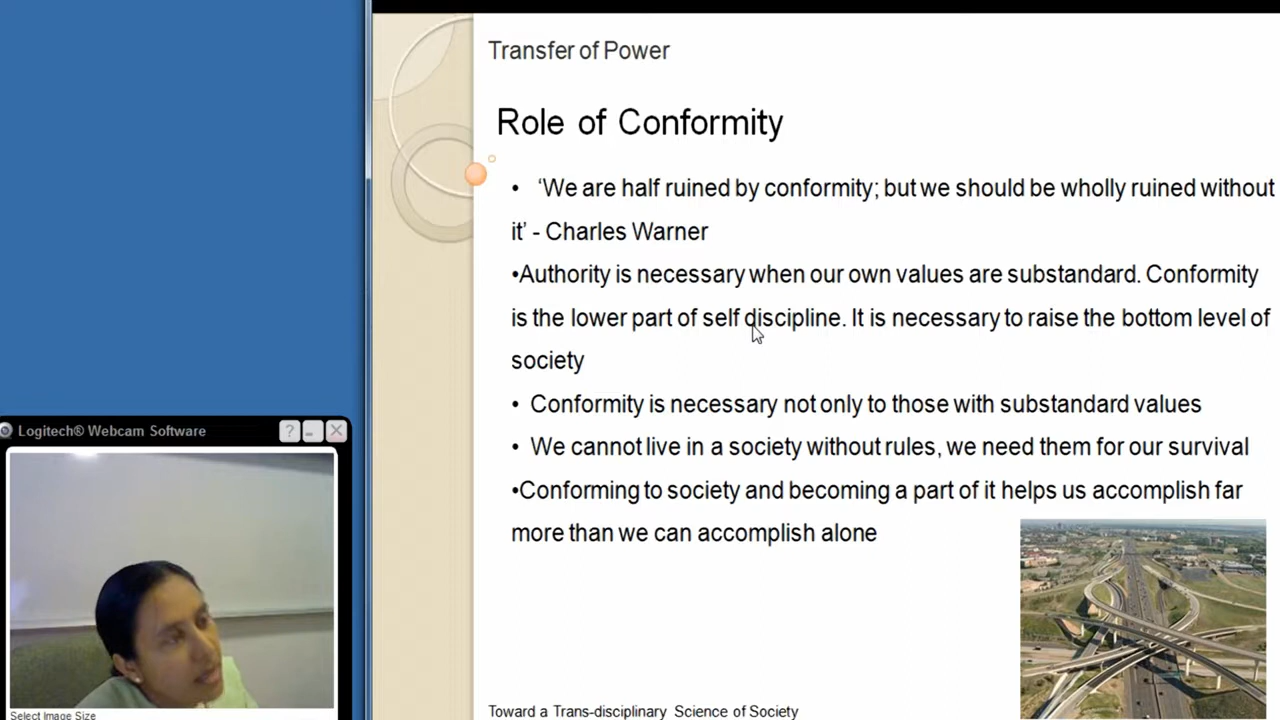 Transfer of Power
Role of Conformity
• ‘We are half ruined by conformity; but we should be wholly ruined without
it’ - Charles Warner
•Authority is necessary when our own values are substandard. Conformity
is the lower part of self discipline. It is necessary to raise the bottom level of
society
• Conformity is necessary not only to those with substandard values
• We cannot live in a society without rules, we need them for our survival
•Conforming to society and becoming a part of it helps us accomplish far
more than we can accomplish alone
Toward a Trans-disciplinary Science of Society
Logitech® Webcam Software
Select Image Size